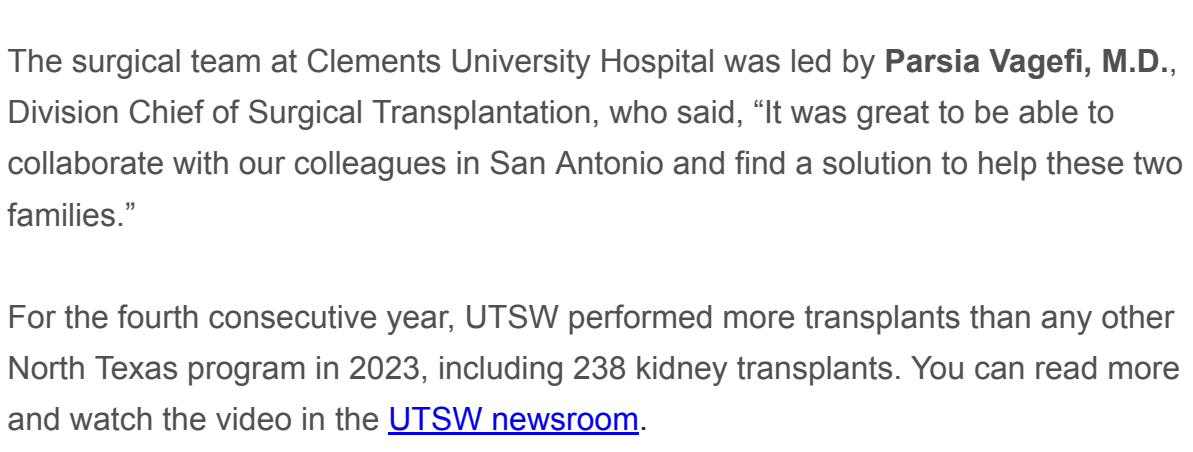 The surgical team at Clements University Hospital was led by Parsia Vagefi, M.D.,
Division Chief of Surgical Transplantation, who said, “It was great to be able to
collaborate with our colleagues in San Antonio and find a solution to help these two
families.”
For the fourth consecutive year, UTSW performed more transplants than any other
North Texas program in 2023, including 238 kidney transplants. You can read more
and watch the video in the UTSW newsroom.